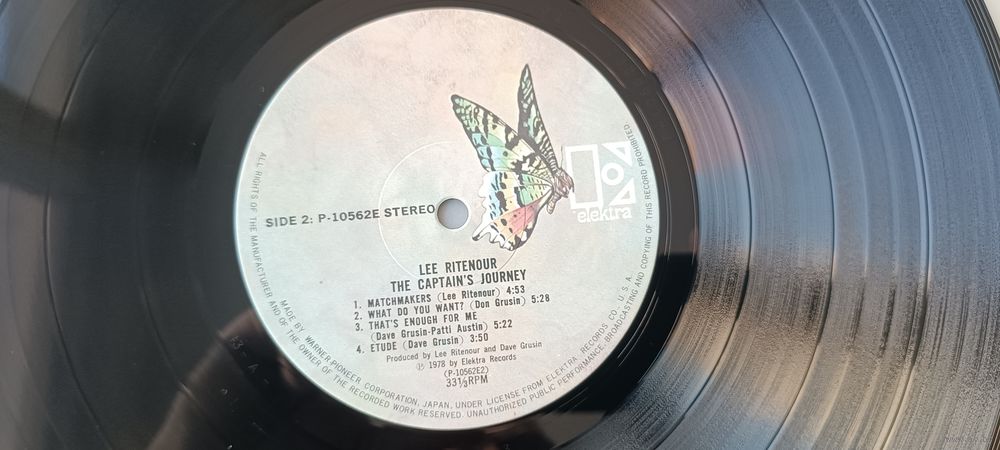 elektra
SIDE 2: P-10562E STEREO
LEE RITENOUR
THE CAPTAIN'S JOURNEY
1. MATCHMAKERS (Lee Ritenour) 4:53
2. WHAT DO YOU WANT? (Don Grusin) 5:28
3. THAT'S ENOUGH FOR ME
(Dave Grusin-Patti Austin) 5:22
4. ETUDE (Dave Grusin) 3:50
Produced by Lee Ritenour and Dave Grusin
Ⓟ 1978 by Elektra Records
(P-10562E2)
33⅓RPM
MADE BY WARNER-PIONEER CORPORATION, JAPAN, UNDER LICENSE FROM ELEKTRA RECORDS CO., U.S.A.
ALL RIGHTS OF THE MANUFACTURER AND OF THE OWNER OF THE RECORDED WORK RESERVED. UNAUTHORIZED PUBLIC PERFORMANCE, BROADCASTING AND COPYING OF THIS RECORD PROHIBITED.